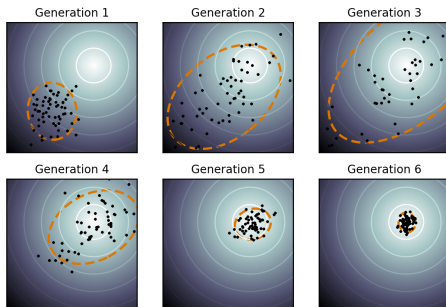 Generation 1
Generation 2
Generation 3
Generation 4
Generation 5
Generation 6